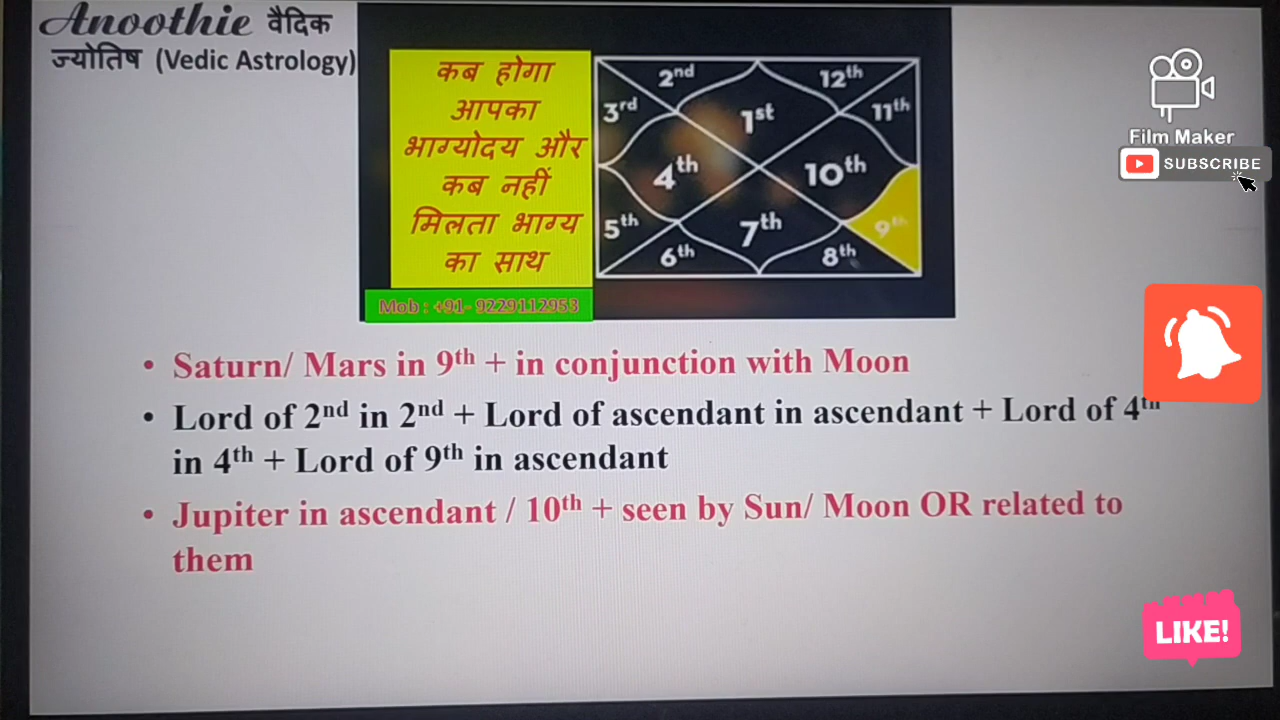 Anoothie वैदिक
ज्योतिष (Vedic Astrology)
कब होगा
आपका
भाग्योदय और
कब नहीं
मिलता भाग्य
का साथ
Mob : +91- 9229112953
2nd
12th
3rd
1st
11th
4th
10th
5th
7th
9th
6th
8th
Film Maker
SUBSCRIBE
• Saturn/ Mars in 9th + in conjunction with Moon
• Lord of 2nd in 2nd + Lord of ascendant in ascendant + Lord of 4th
in 4th + Lord of 9th in ascendant
• Jupiter in ascendant / 10th + seen by Sun/ Moon OR related to
them
LIKE!